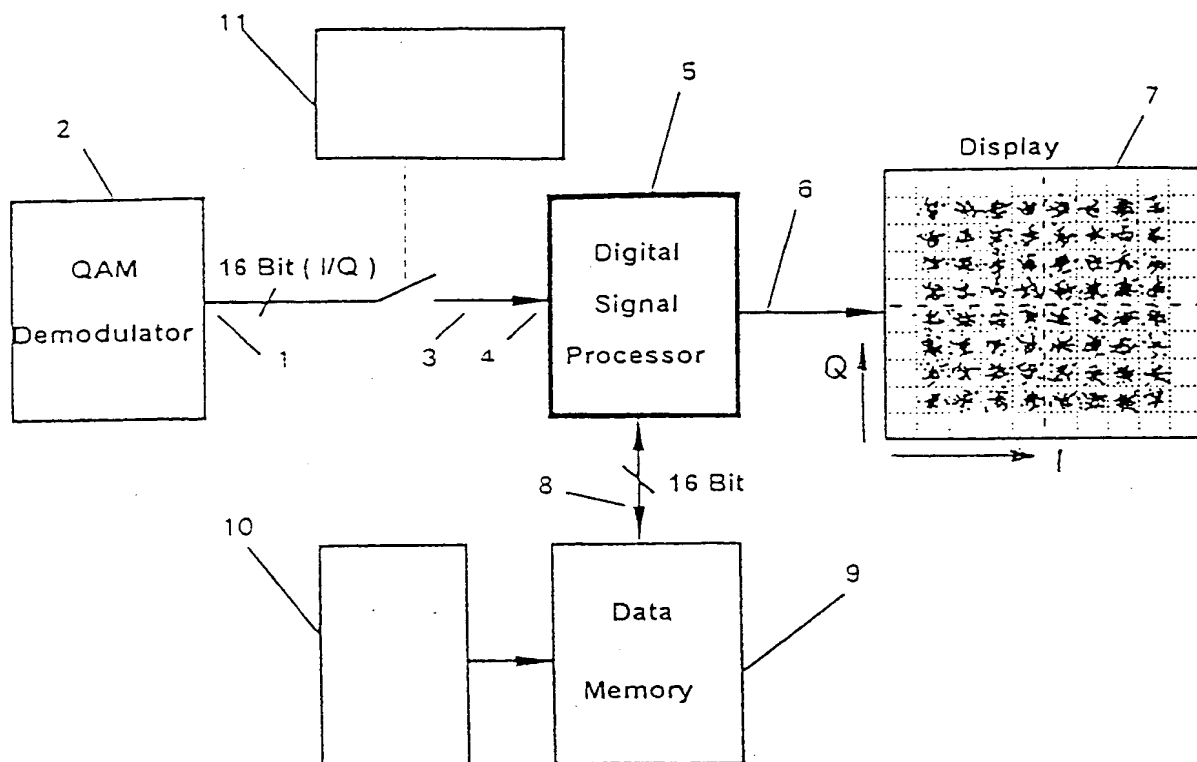 11
5
7
2
Display
6
QAM
Demodulator
16 Bit ( I/Q )
Digital
Signal
Processor
1
3
4
Q
I
8
16 Bit
10
9
Data
Memory